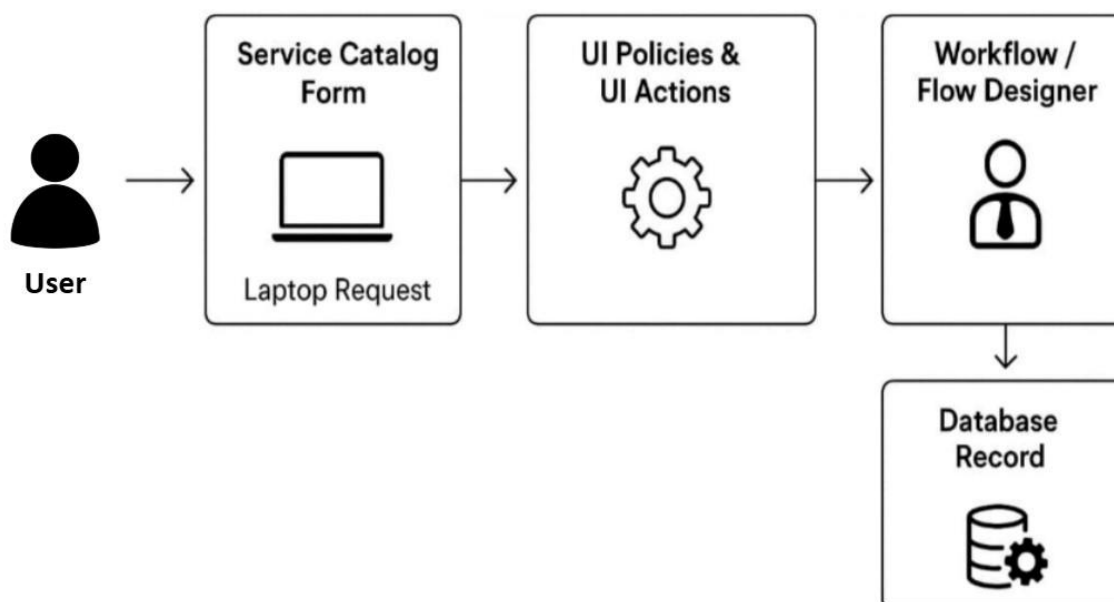 User
Service Catalog
Form
Laptop Request
UI Policies &
UI Actions
Workflow /
Flow Designer
Database
Record